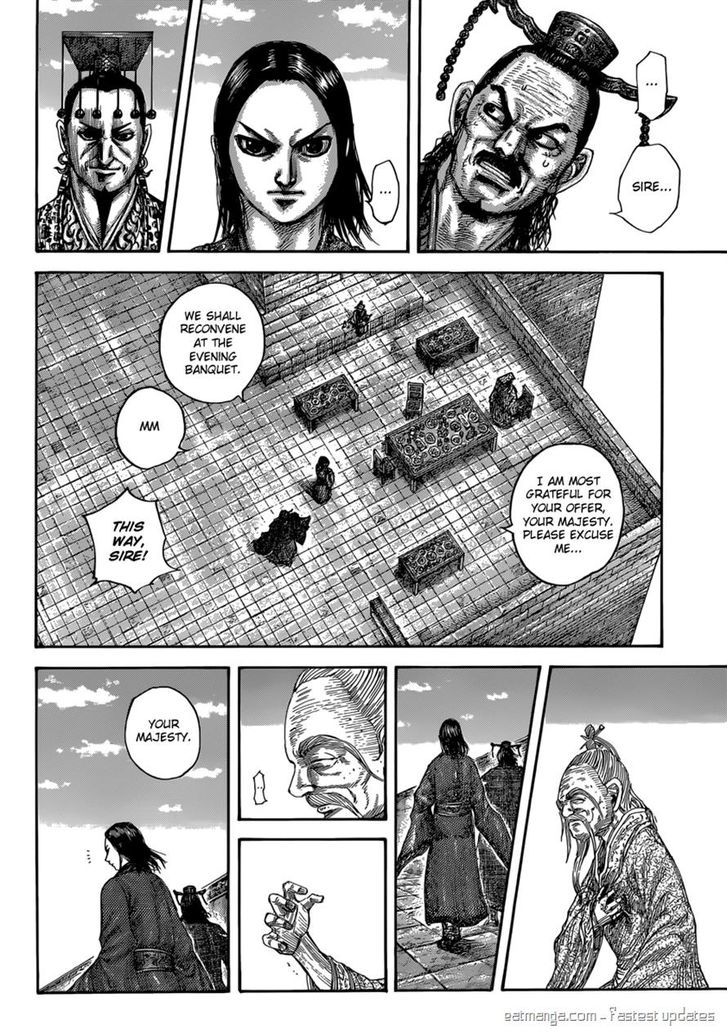 ...
SIRE...
...
WE SHALL
RECONVENE
AT THE
EVENING
BANQUET.
MM
THIS
WAY,
SIRE!
I AM MOST
GRATEFUL FOR
YOUR OFFER,
YOUR MAJESTY.
PLEASE EXCUSE
ME...
YOUR
MAJESTY.
...
eatmanga.com - Fastest updates